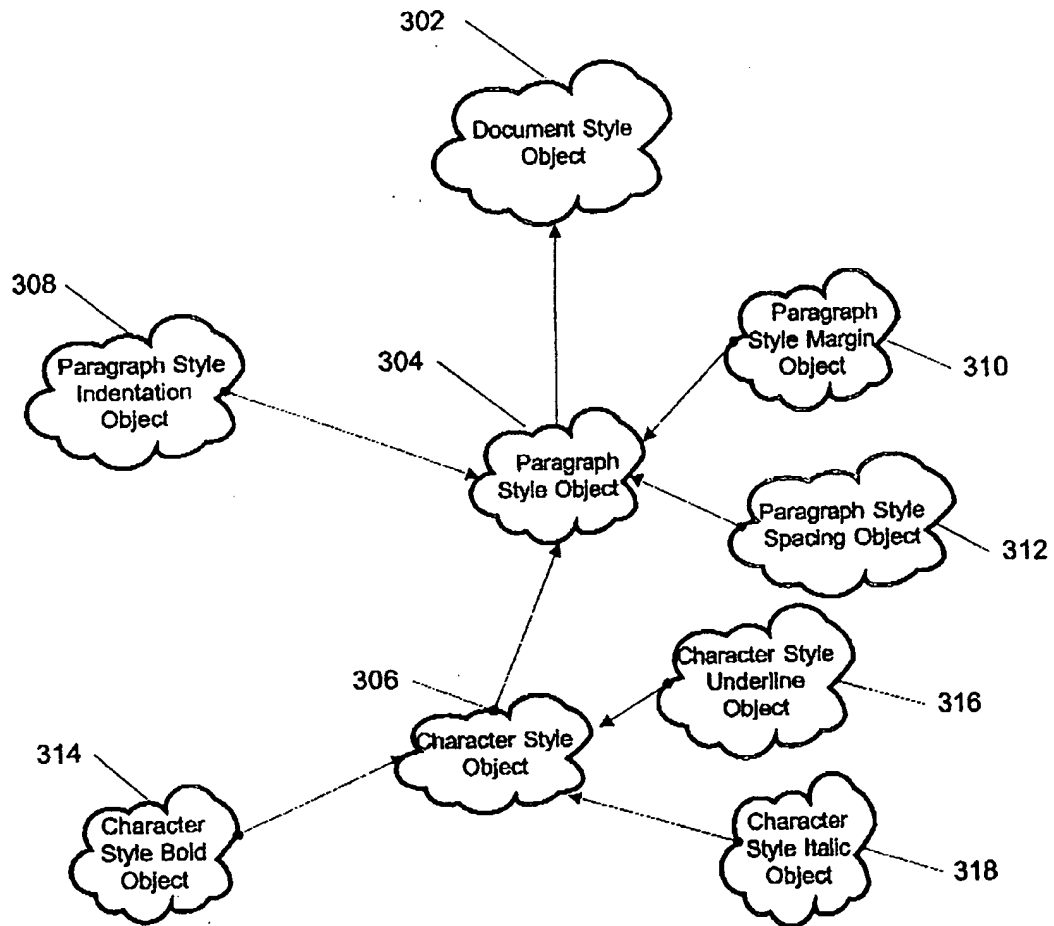 302
Document Style
Object
308
Paragraph Style
Indentation
Object
304
Paragraph
Style Margin
Object
310
Paragraph
Style Object
Paragraph Style
Spacing Object
312
306
Character Style
Underline
Object
316
Character Style
Object
314
Character
Style Bold
Object
Character
Style Italic
Object
318